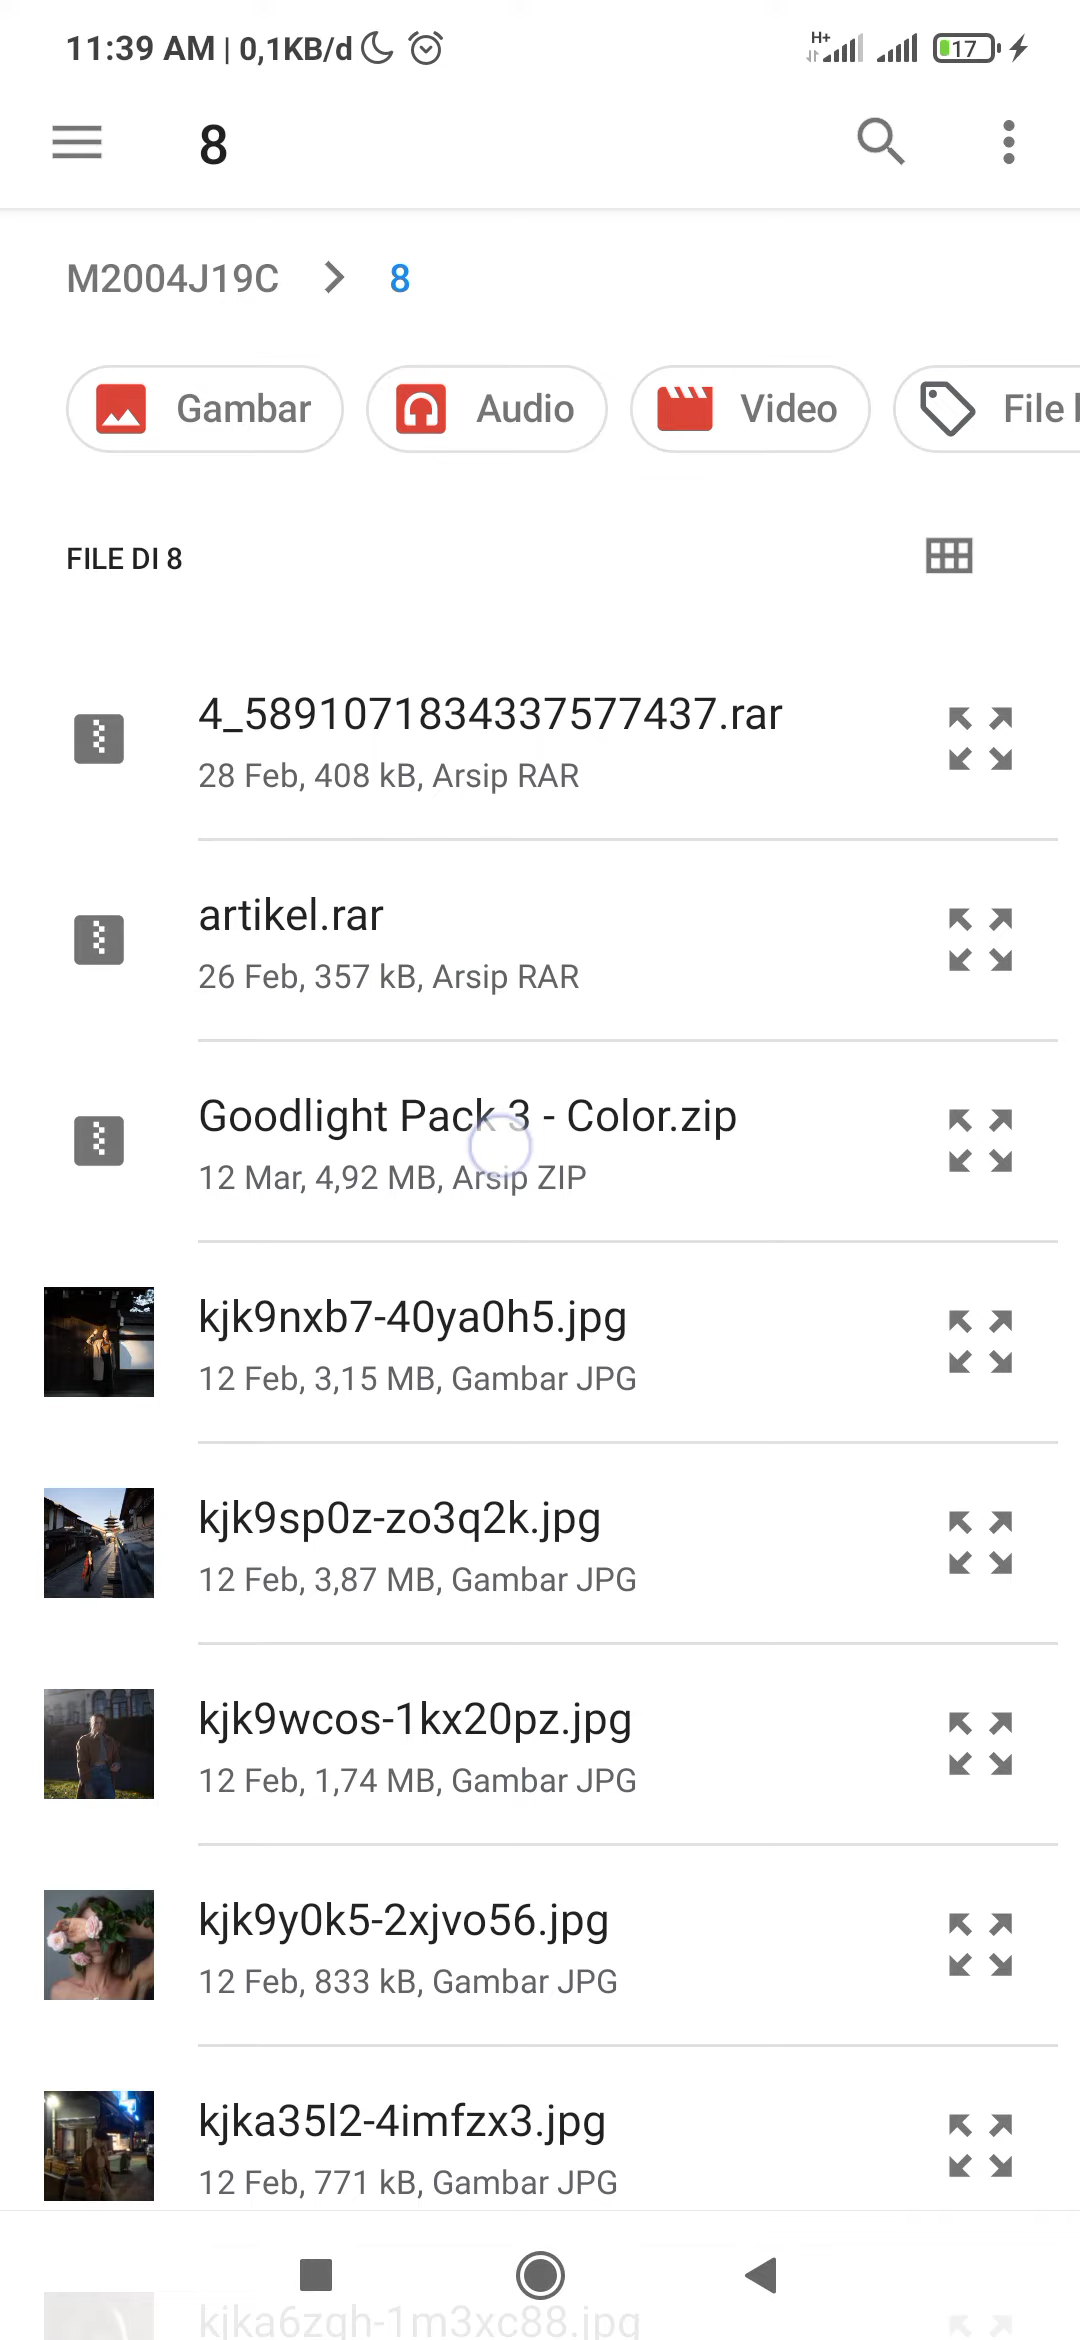 11:39 AM | 0,1KB/d
H+
17
8
M2004J19C > 8
Gambar
Audio
Video
File
FILE DI 8
4_5891071834337577437.rar
28 Feb, 408 kB, Arsip RAR
artikel.rar
26 Feb, 357 kB, Arsip RAR
Goodlight Pack 3 - Color.zip
12 Mar, 4,92 MB, Arsip ZIP
kjk9nxb7-40ya0h5.jpg
12 Feb, 3,15 MB, Gambar JPG
kjk9sp0z-zo3q2k.jpg
12 Feb, 3,87 MB, Gambar JPG
kjk9wcos-1kx20pz.jpg
12 Feb, 1,74 MB, Gambar JPG
kjk9y0k5-2xjvo56.jpg
12 Feb, 833 kB, Gambar JPG
kjka35l2-4imfzx3.jpg
12 Feb, 771 kB, Gambar JPG